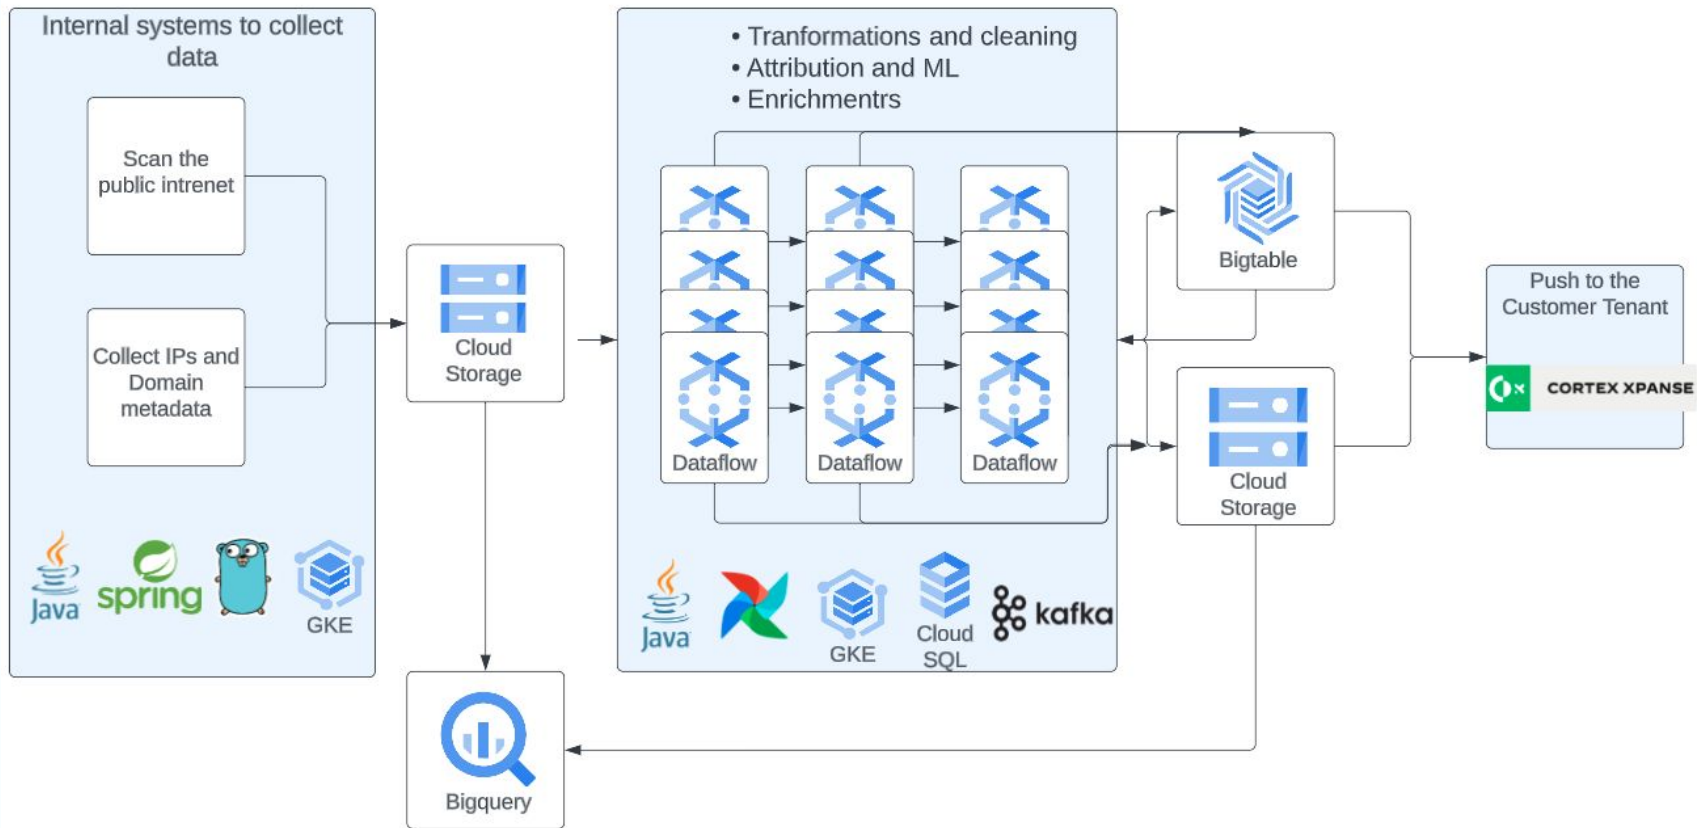 Internal systems to collect
data
Scan the
public intrenet
Collect IPs and
Domain
metadata
Java
spring
GKE
Cloud
Storage
Bigquery
• Tranformations and cleaning
• Attribution and ML
• Enrichmentrs
Dataflow
Dataflow
Dataflow
Java
GKE
Cloud
SQL
kafka
Bigtable
Cloud
Storage
Push to the
Customer Tenant
CORTEX XPANSE